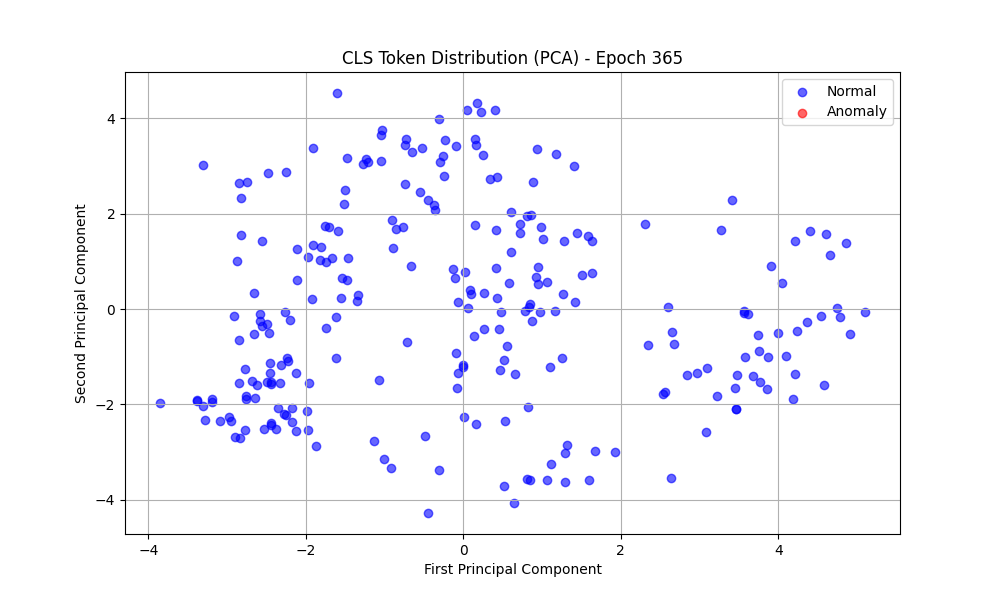 CLS Token Distribution (PCA) - Epoch 365
Normal
Anomaly
Second Principal Component
4
2
0
−2
−4
−4
−2
0
2
4
First Principal Component